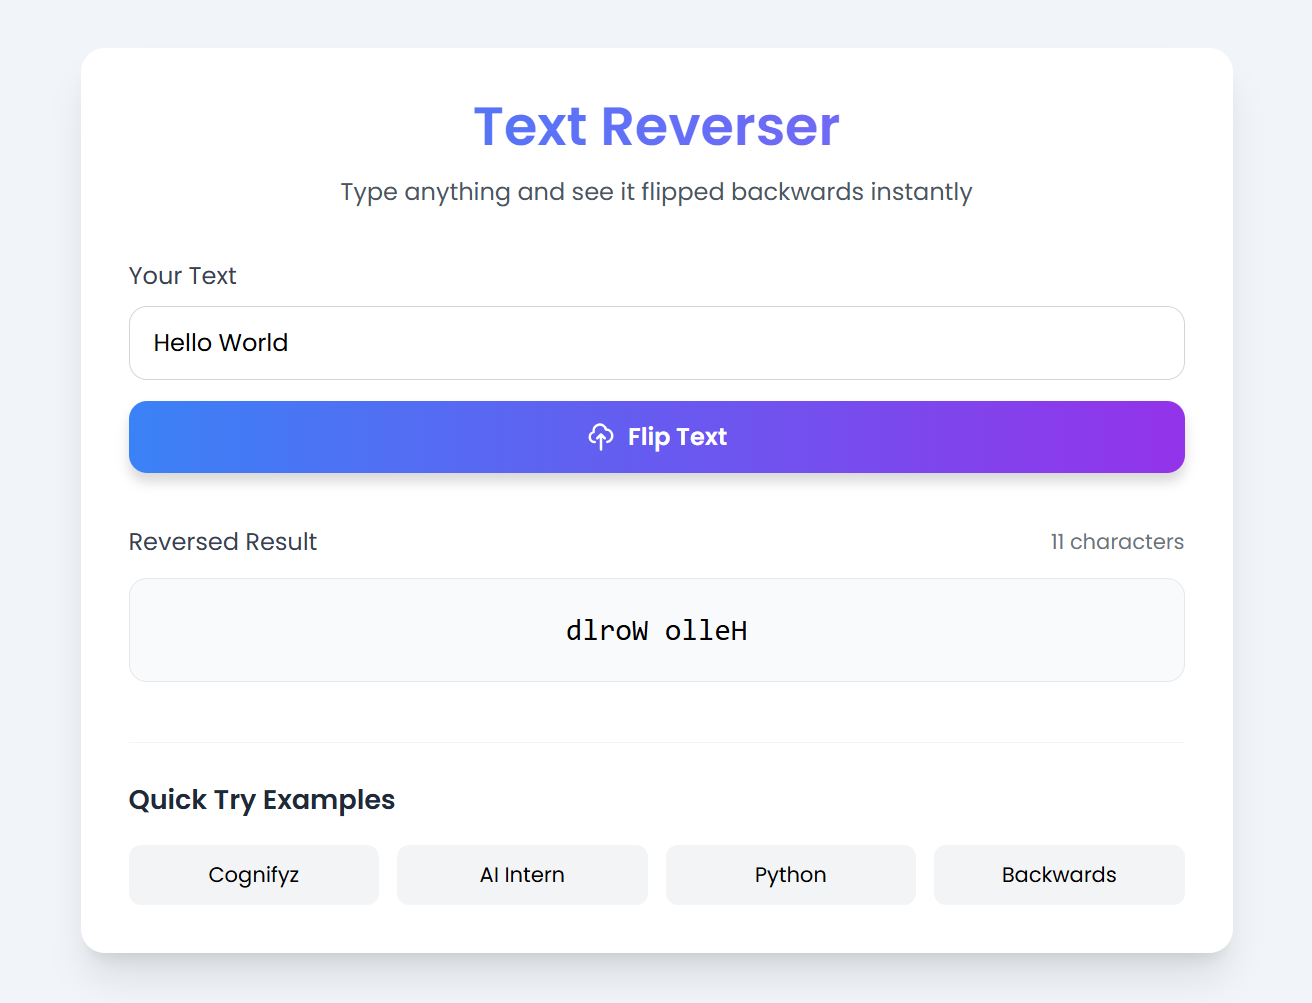 Text Reverser
Type anything and see it flipped backwards instantly
Your Text
Hello World
Flip Text
Reversed Result
11 characters
dlroW olleH
Quick Try Examples
Cognifyz
AI Intern
Python
Backwards